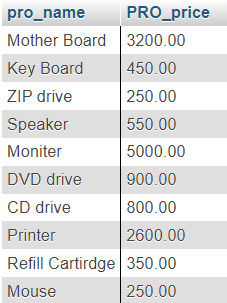 pro_name PRO_price
Mother Board 3200.00
Key Board 450.00
ZIP drive 250.00
Speaker 550.00
Moniter 5000.00
DVD drive 900.00
CD drive 800.00
Printer 2600.00
Refill Cartirdge 350.00
Mouse 250.00